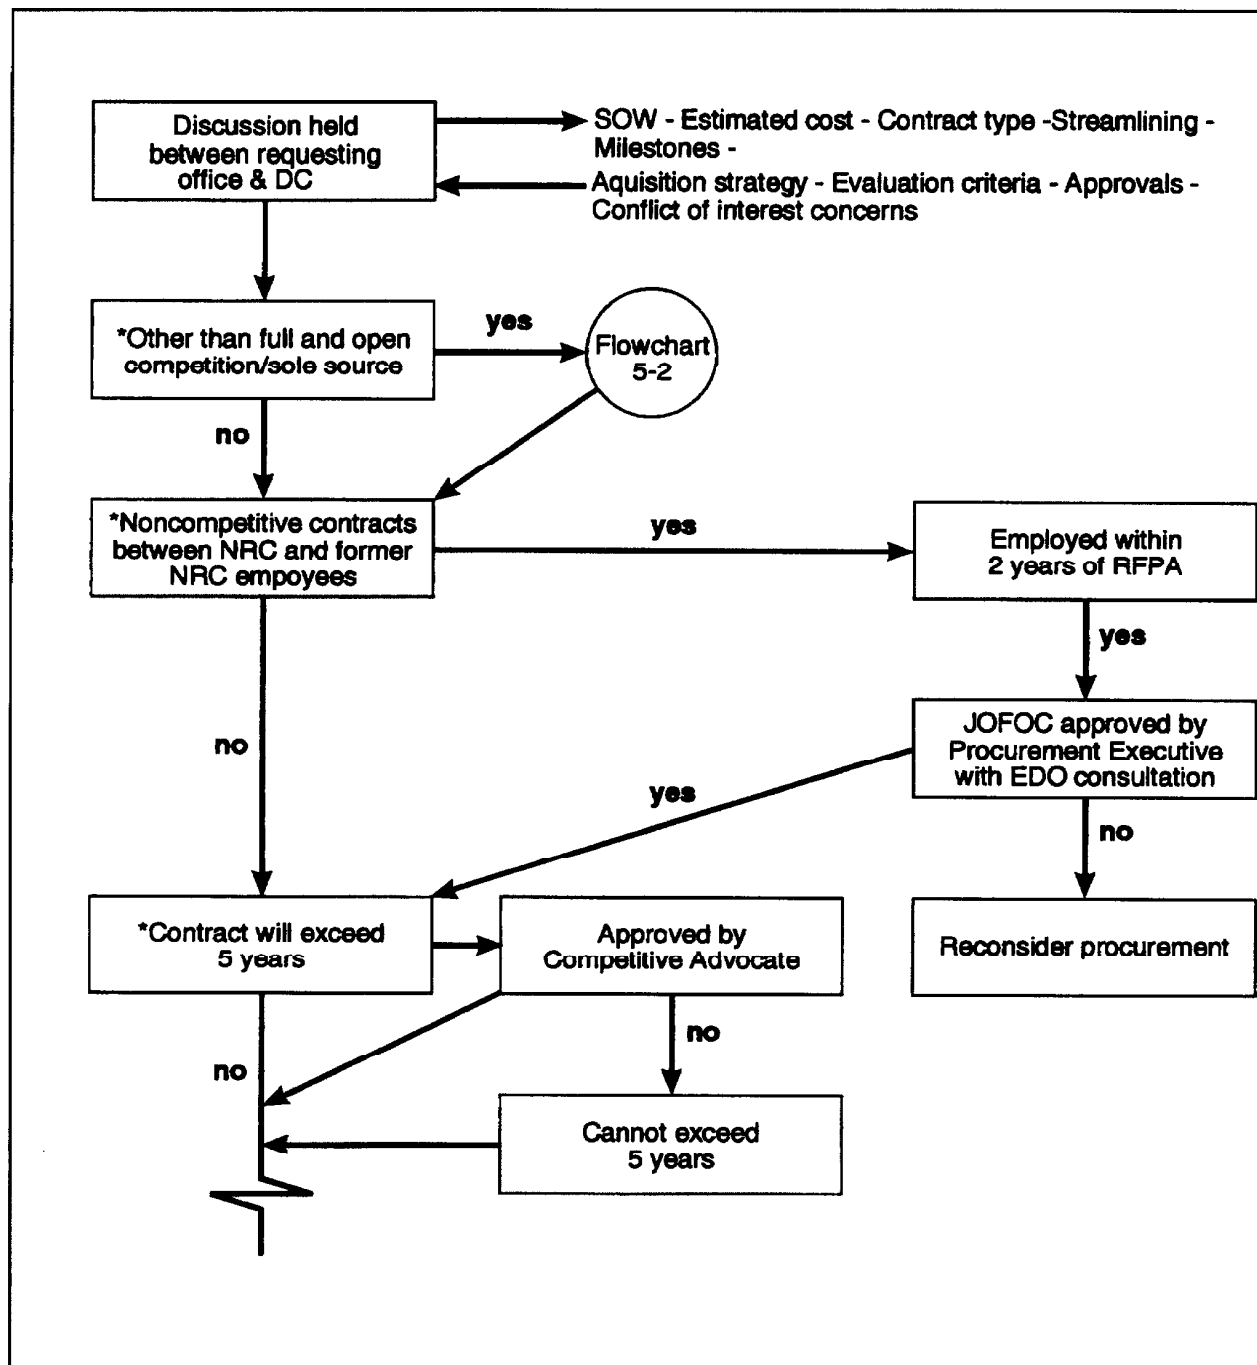 Discussion held
between requesting
office & DC
SOW - Estimated cost - Contract type -Streamlining -
Milestones -
Aquisition strategy - Evaluation criteria - Approvals -
Conflict of interest concerns
*Other than full and open
competition/sole source
yes
Flowchart
5-2
no
*Noncompetitive contracts
between NRC and former
NRC empoyees
yes
Employed within
2 years of RFPA
yes
no
JOFOC approved by
Procurement Executive
with EDO consultation
yes
no
*Contract will exceed
5 years
Approved by
Competitive Advocate
Reconsider procurement
no
no
Cannot exceed
5 years